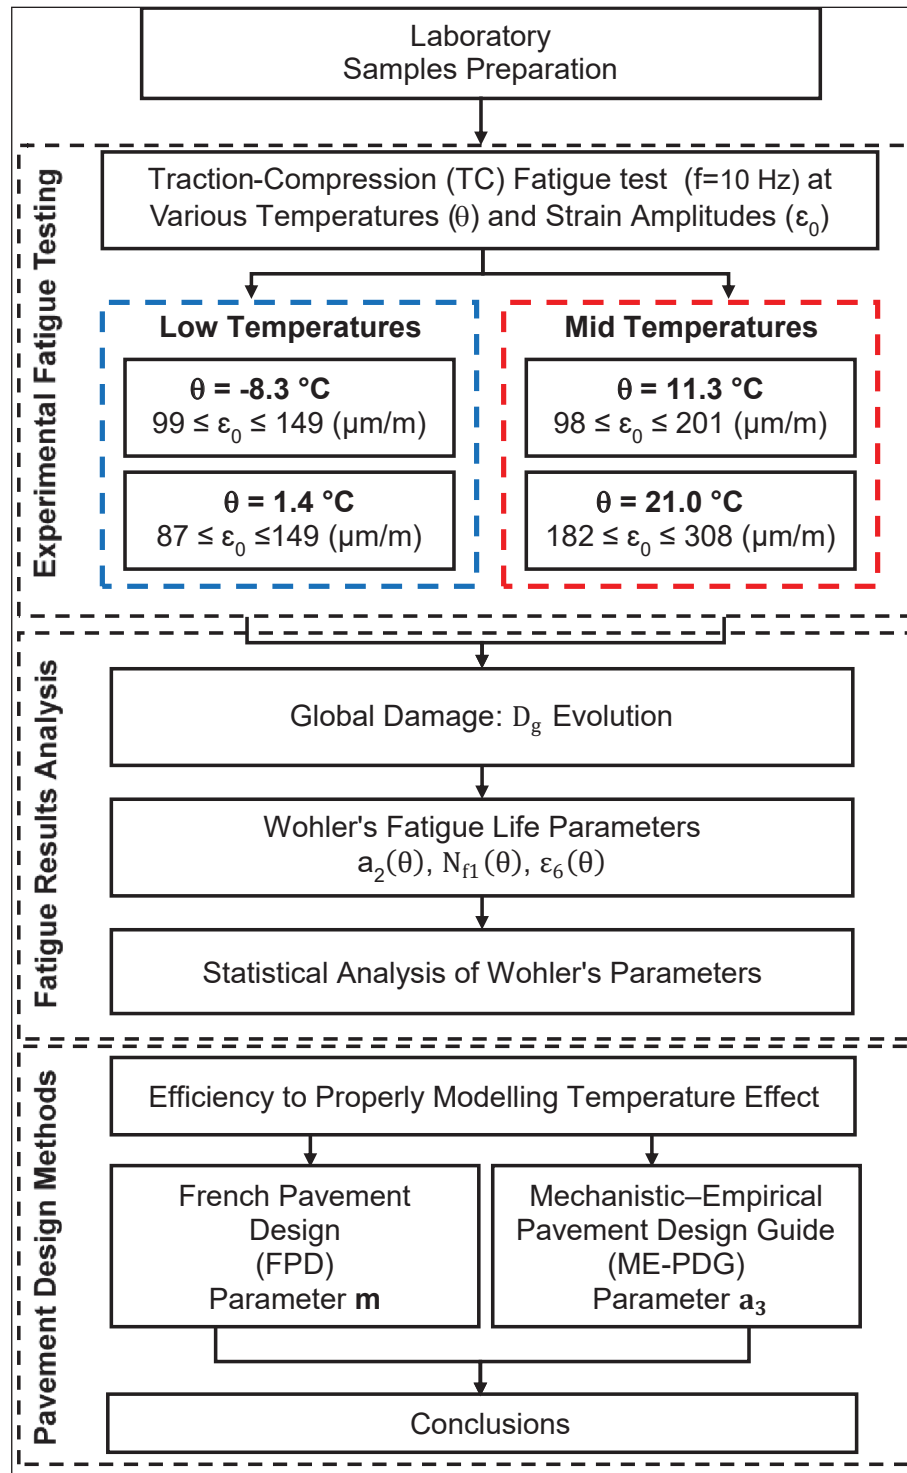 Laboratory
Samples Preparation
Experimental Fatigue Testing
Traction-Compression (TC) Fatigue test (f=10 Hz) at
Various Temperatures (θ) and Strain Amplitudes (ε₀)
Low Temperatures
θ = -8.3 °C
99 ≤ ε₀ ≤ 149 (μm/m)
θ = 1.4 °C
87 ≤ ε₀ ≤149 (μm/m)
Mid Temperatures
θ = 11.3 °C
98 ≤ ε₀ ≤ 201 (μm/m)
θ = 21.0 °C
182 ≤ ε₀ ≤ 308 (μm/m)
Fatigue Results Analysis
Global Damage: D_g Evolution
Wohler's Fatigue Life Parameters
a₂(θ), N_f1(θ), ε₆(θ)
Statistical Analysis of Wohler's Parameters
Pavement Design Methods
Efficiency to Properly Modelling Temperature Effect
French Pavement
Design
(FPD)
Parameter m
Mechanistic–Empirical
Pavement Design Guide
(ME-PDG)
Parameter a₃
Conclusions